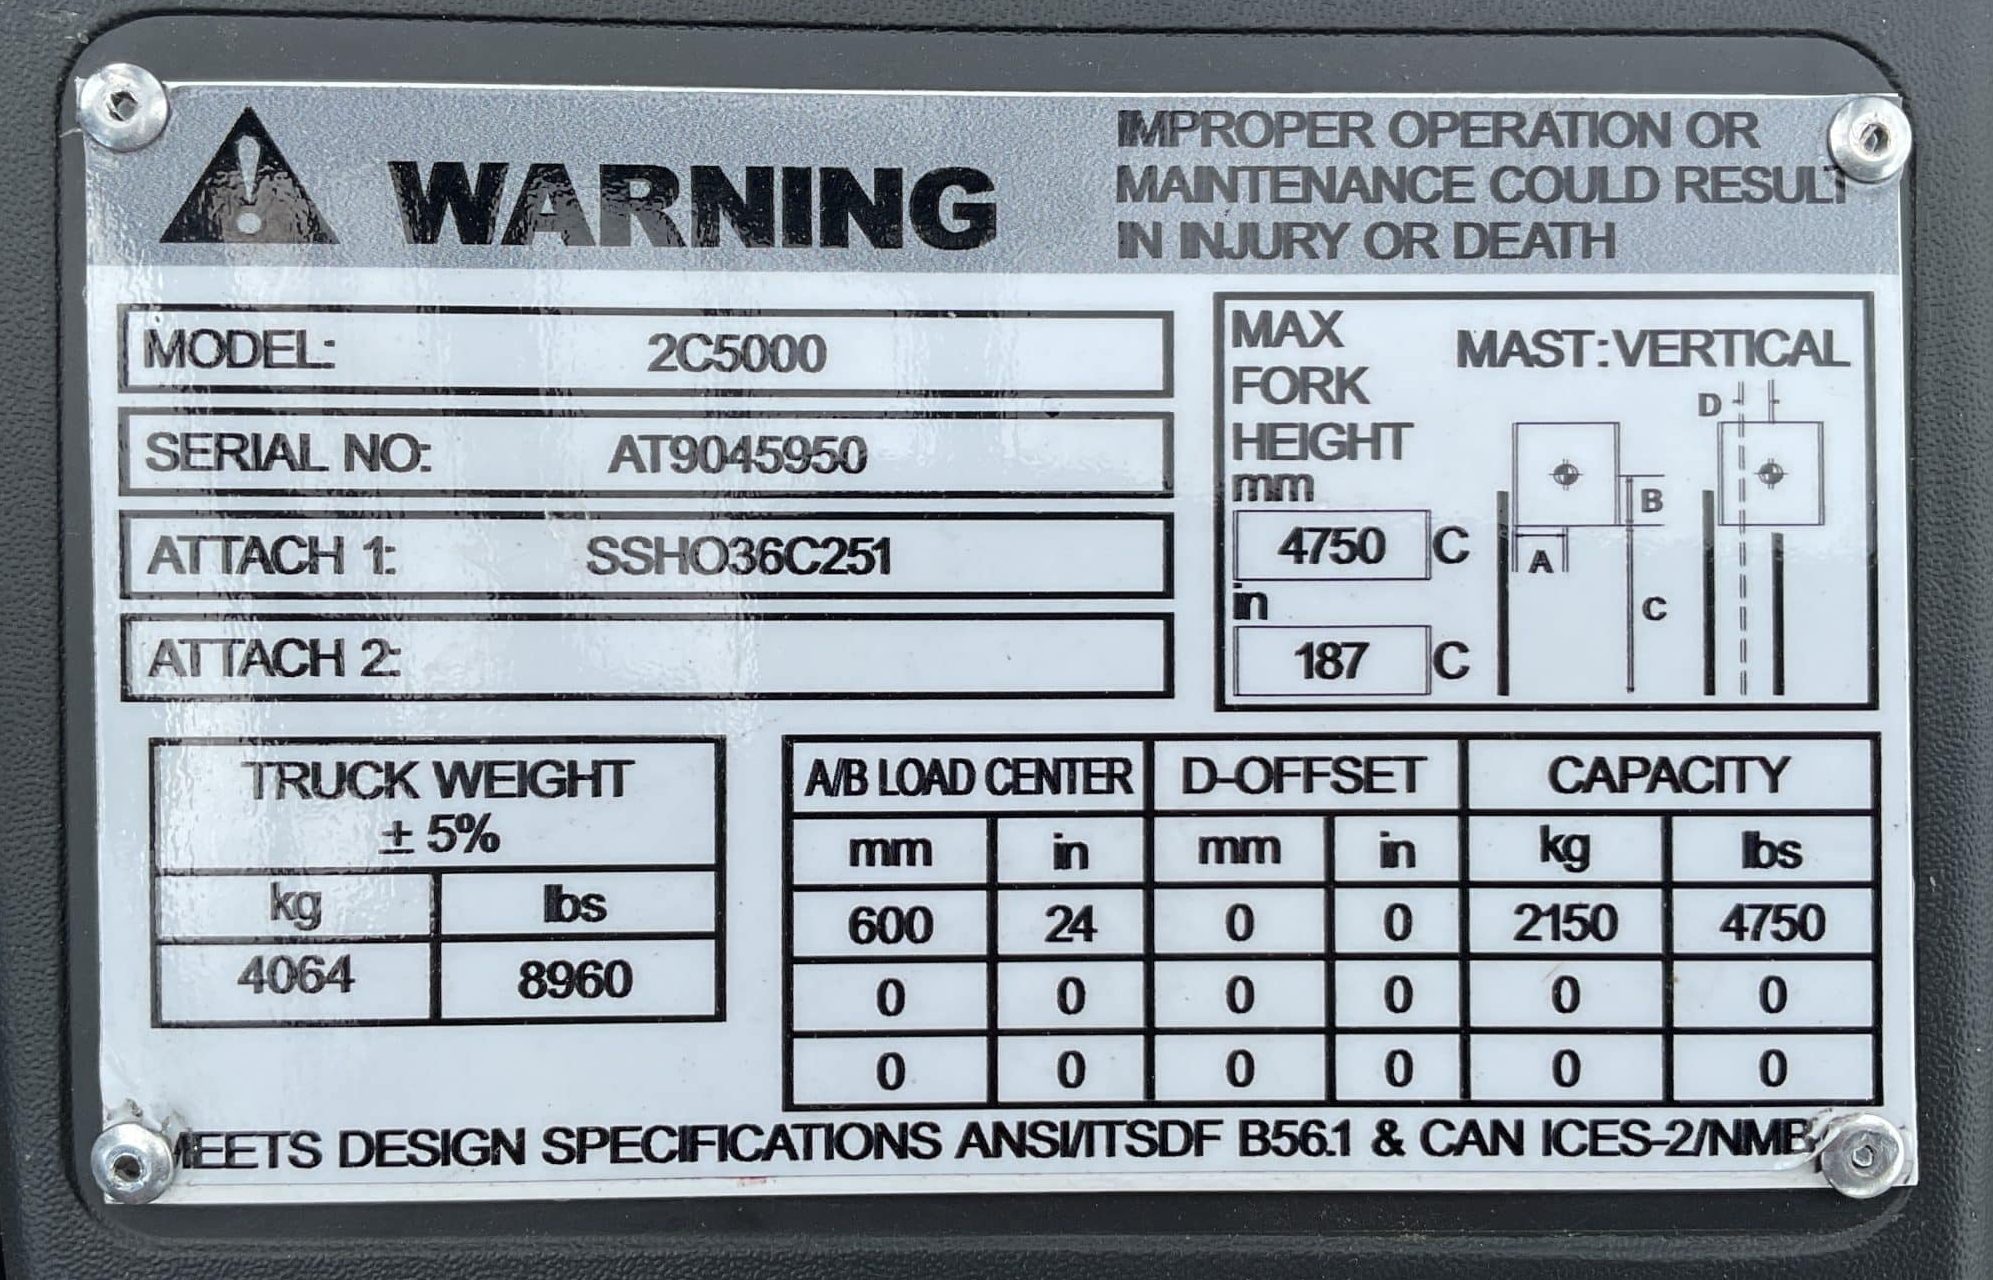 WARNING
IMPROPER OPERATION OR
MAINTENANCE COULD RESULT
IN INJURY OR DEATH
MODEL: 2C5000
SERIAL NO: AT9045950
ATTACH 1: SSHO36C251
ATTACH 2:
MAX
FORK
HEIGHT
mm
4750 C
in
187 C
MAST: VERTICAL
D
B
A
C
TRUCK WEIGHT
± 5%
kg lbs
4064 8960
A/B LOAD CENTER D-OFFSET CAPACITY
mm in mm in kg lbs
600 24 0 0 2150 4750
0 0 0 0 0 0
0 0 0 0 0 0
MEETS DESIGN SPECIFICATIONS ANSI/ITSDF B56.1 & CAN ICES-2/NMB